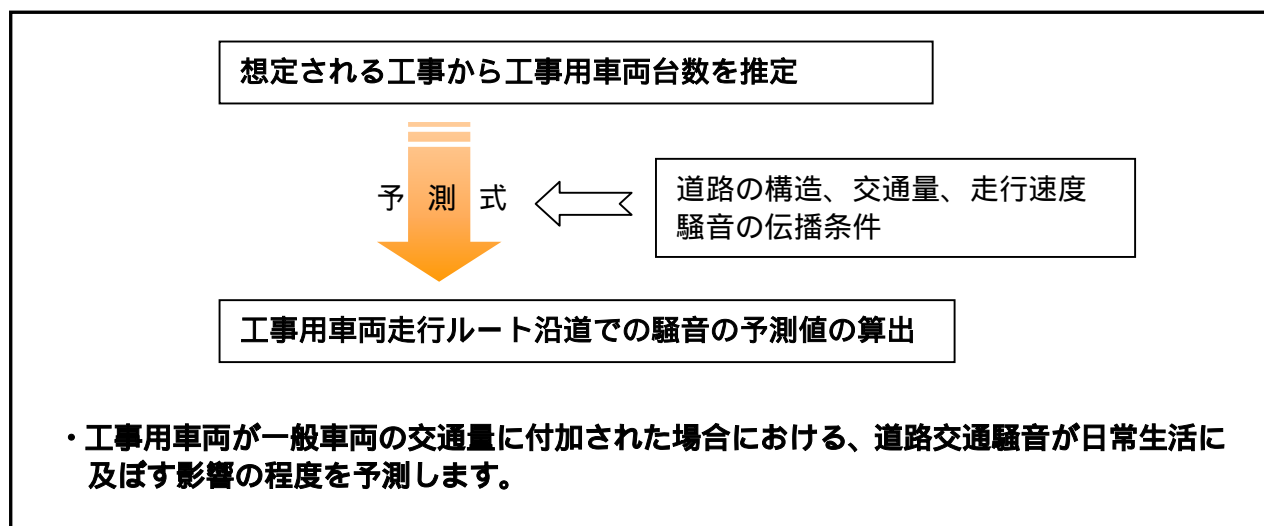 想定される工事から工事用車両台数を推定
予 測 式
道路の構造、交通量、走行速度
騒音の伝播条件
工事用車両走行ルート沿道での騒音の予測値の算出
・工事用車両が一般車両の交通量に付加された場合における、道路交通騒音が日常生活に
及ぼす影響の程度を予測します。